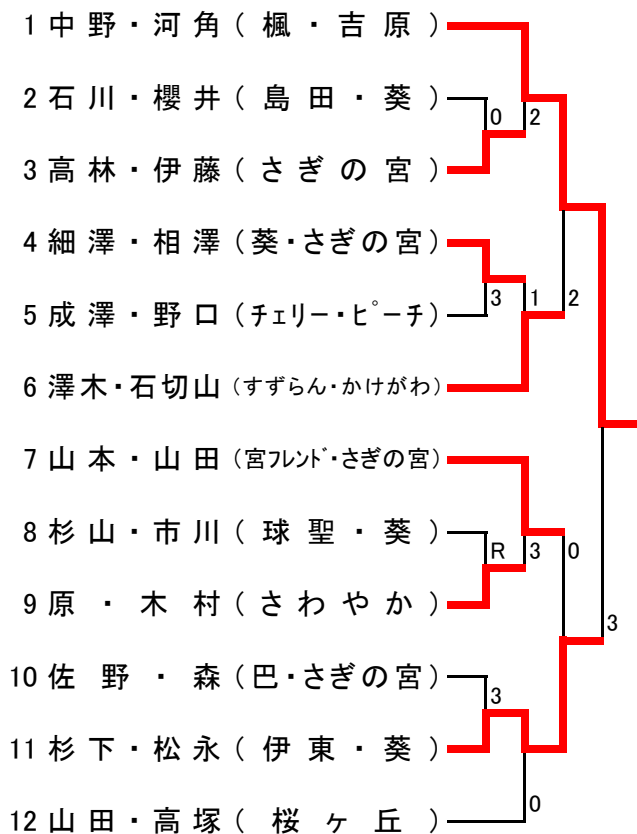 1 中野・河角 (楓・吉原)
2 石川・櫻井 (島田・葵)
0 2
3 高林・伊藤 (さぎの宮)
4 細澤・相澤 (葵・さぎの宮)
3 1 2
5 成澤・野口 (チェリー・ピーチ)
6 澤木・石切山 (すずらん・かけがわ)
7 山本・山田 (宮フレンド・さぎの宮)
8 杉山・市川 (球聖・葵)
R 3 0
9 原・木村 (さわやか)
3
10 佐野・森 (巴・さぎの宮)
3
11 杉下・松永 (伊東・葵)
0
12 山田・高塚 (桜ヶ丘)